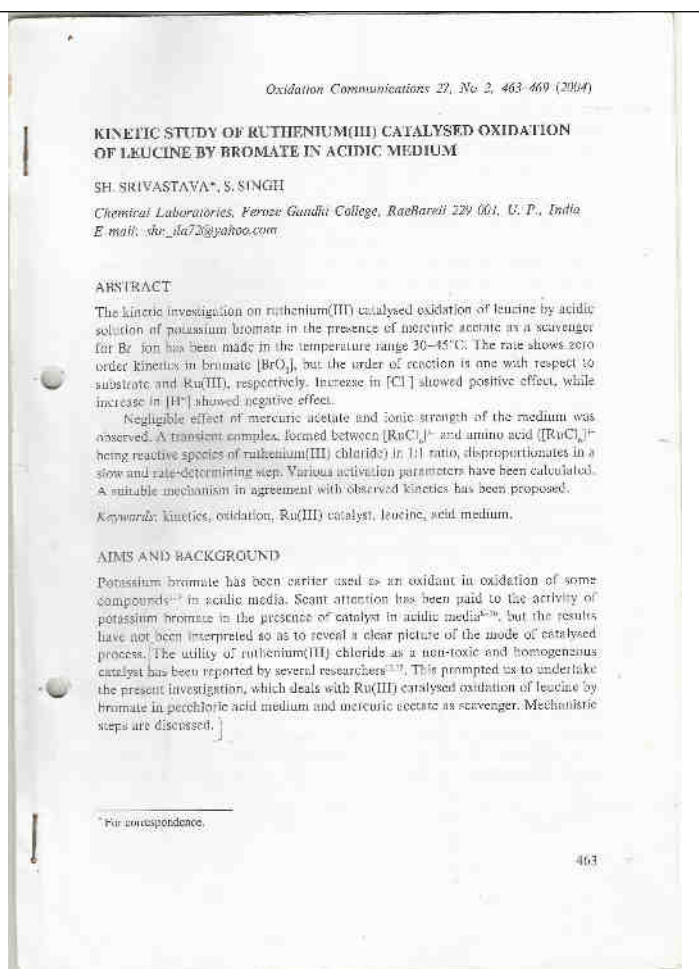 Oxidation Communications 27, No 2, 463–469 (2004)
KINETIC STUDY OF RUTHENIUM(III) CATALYSED OXIDATION
OF LEUCINE BY BROMATE IN ACIDIC MEDIUM
SH. SRIVASTAVA*, S. SINGH
Chemical Laboratories, Feroze Gandhi College, RaeBareli 229 001, U. P., India
E-mail:
ABSTRACT
The kinetic investigation on ruthenium(III) catalysed oxidation of leucine by acidic
solution of potassium bromate in the presence of mercuric acetate as a scavenger
for Br⁻ ion has been made in the temperature range 30–45°C. The rate shows zero
order kinetics in bromate [BrO₃], but the order of reaction is one with respect to
substrate and Ru(III), respectively. Increase in [Cl⁻] showed positive effect, while
increase in [H⁺] showed negative effect.
Negligible effect of mercuric acetate and ionic strength of the medium was
observed. A transient complex, formed between and amino acid
being reactive species of ruthenium(III) chloride) in 1:1 ratio, disproportionates in a
slow and rate-determining step. Various activation parameters have been calculated.
A suitable mechanism in agreement with observed kinetics has been proposed.
Keywords: kinetics, oxidation, Ru(III) catalyst, leucine, acid medium.
AIMS AND BACKGROUND
Potassium bromate has been earlier used as an oxidant in oxidation of some
compounds in acidic media. Scant attention has been paid to the activity of
potassium bromate in the presence of catalyst in acidic media, but the results
have not been interpreted so as to reveal a clear picture of the mode of catalysed
process. The utility of ruthenium(III) chloride as a non-toxic and homogeneous
catalyst has been reported by several researchers. This prompted us to undertake
the present investigation, which deals with Ru(III) catalysed oxidation of leucine by
bromate in perchloric acid medium and mercuric acetate as scavenger. Mechanistic
steps are discussed.
* For correspondence.
463